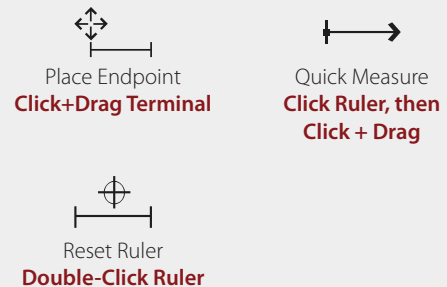 Place Endpoint
Click+Drag Terminal
Quick Measure
Click Ruler, then
Click + Drag
Reset Ruler
Double-Click Ruler